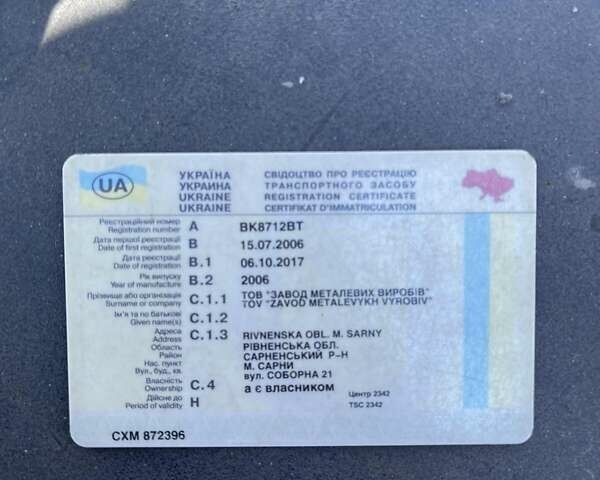 UA
УКРАЇНА СВІДОЦТВО ПРО РЕЄСТРАЦІЮ
УКРАИНА ТРАНСПОРТНОГО ЗАСОБУ
UKRAINE REGISTRATION CERTIFICATE
UKRAINE CERTIFIKAT D'IMMATRICULATION
Реєстраційний номер
Registration number A BK8712BT
Дата першої реєстрації
Date of first registration B 15.07.2006
Дата реєстрації
Date of registration B.1 06.10.2017
Рік випуску
Year of manufacture B.2 2006
Прізвище або організація C.1.1 ТОВ "ЗАВОД МЕТАЛЕВИХ ВИРОБІВ"
Surname or company TOV "ZAVOD METALEVYKH VYROBIV"
Ім'я та по батькові C.1.2
Given name(s)
Адреса C.1.3 RIVNENSKA OBL. M. SARNY
Address
Область РІВНЕНСЬКА ОБЛ.
Район САРНЕНСЬКИЙ Р-Н
Нас. пункт М. САРНИ
Вул., буд., кв. вул. СОБОРНА 21
Власність C.4 а є власником
Ownership
Дійсне до H Центр 2342
Period of validity TSC 2342
СХМ 872396